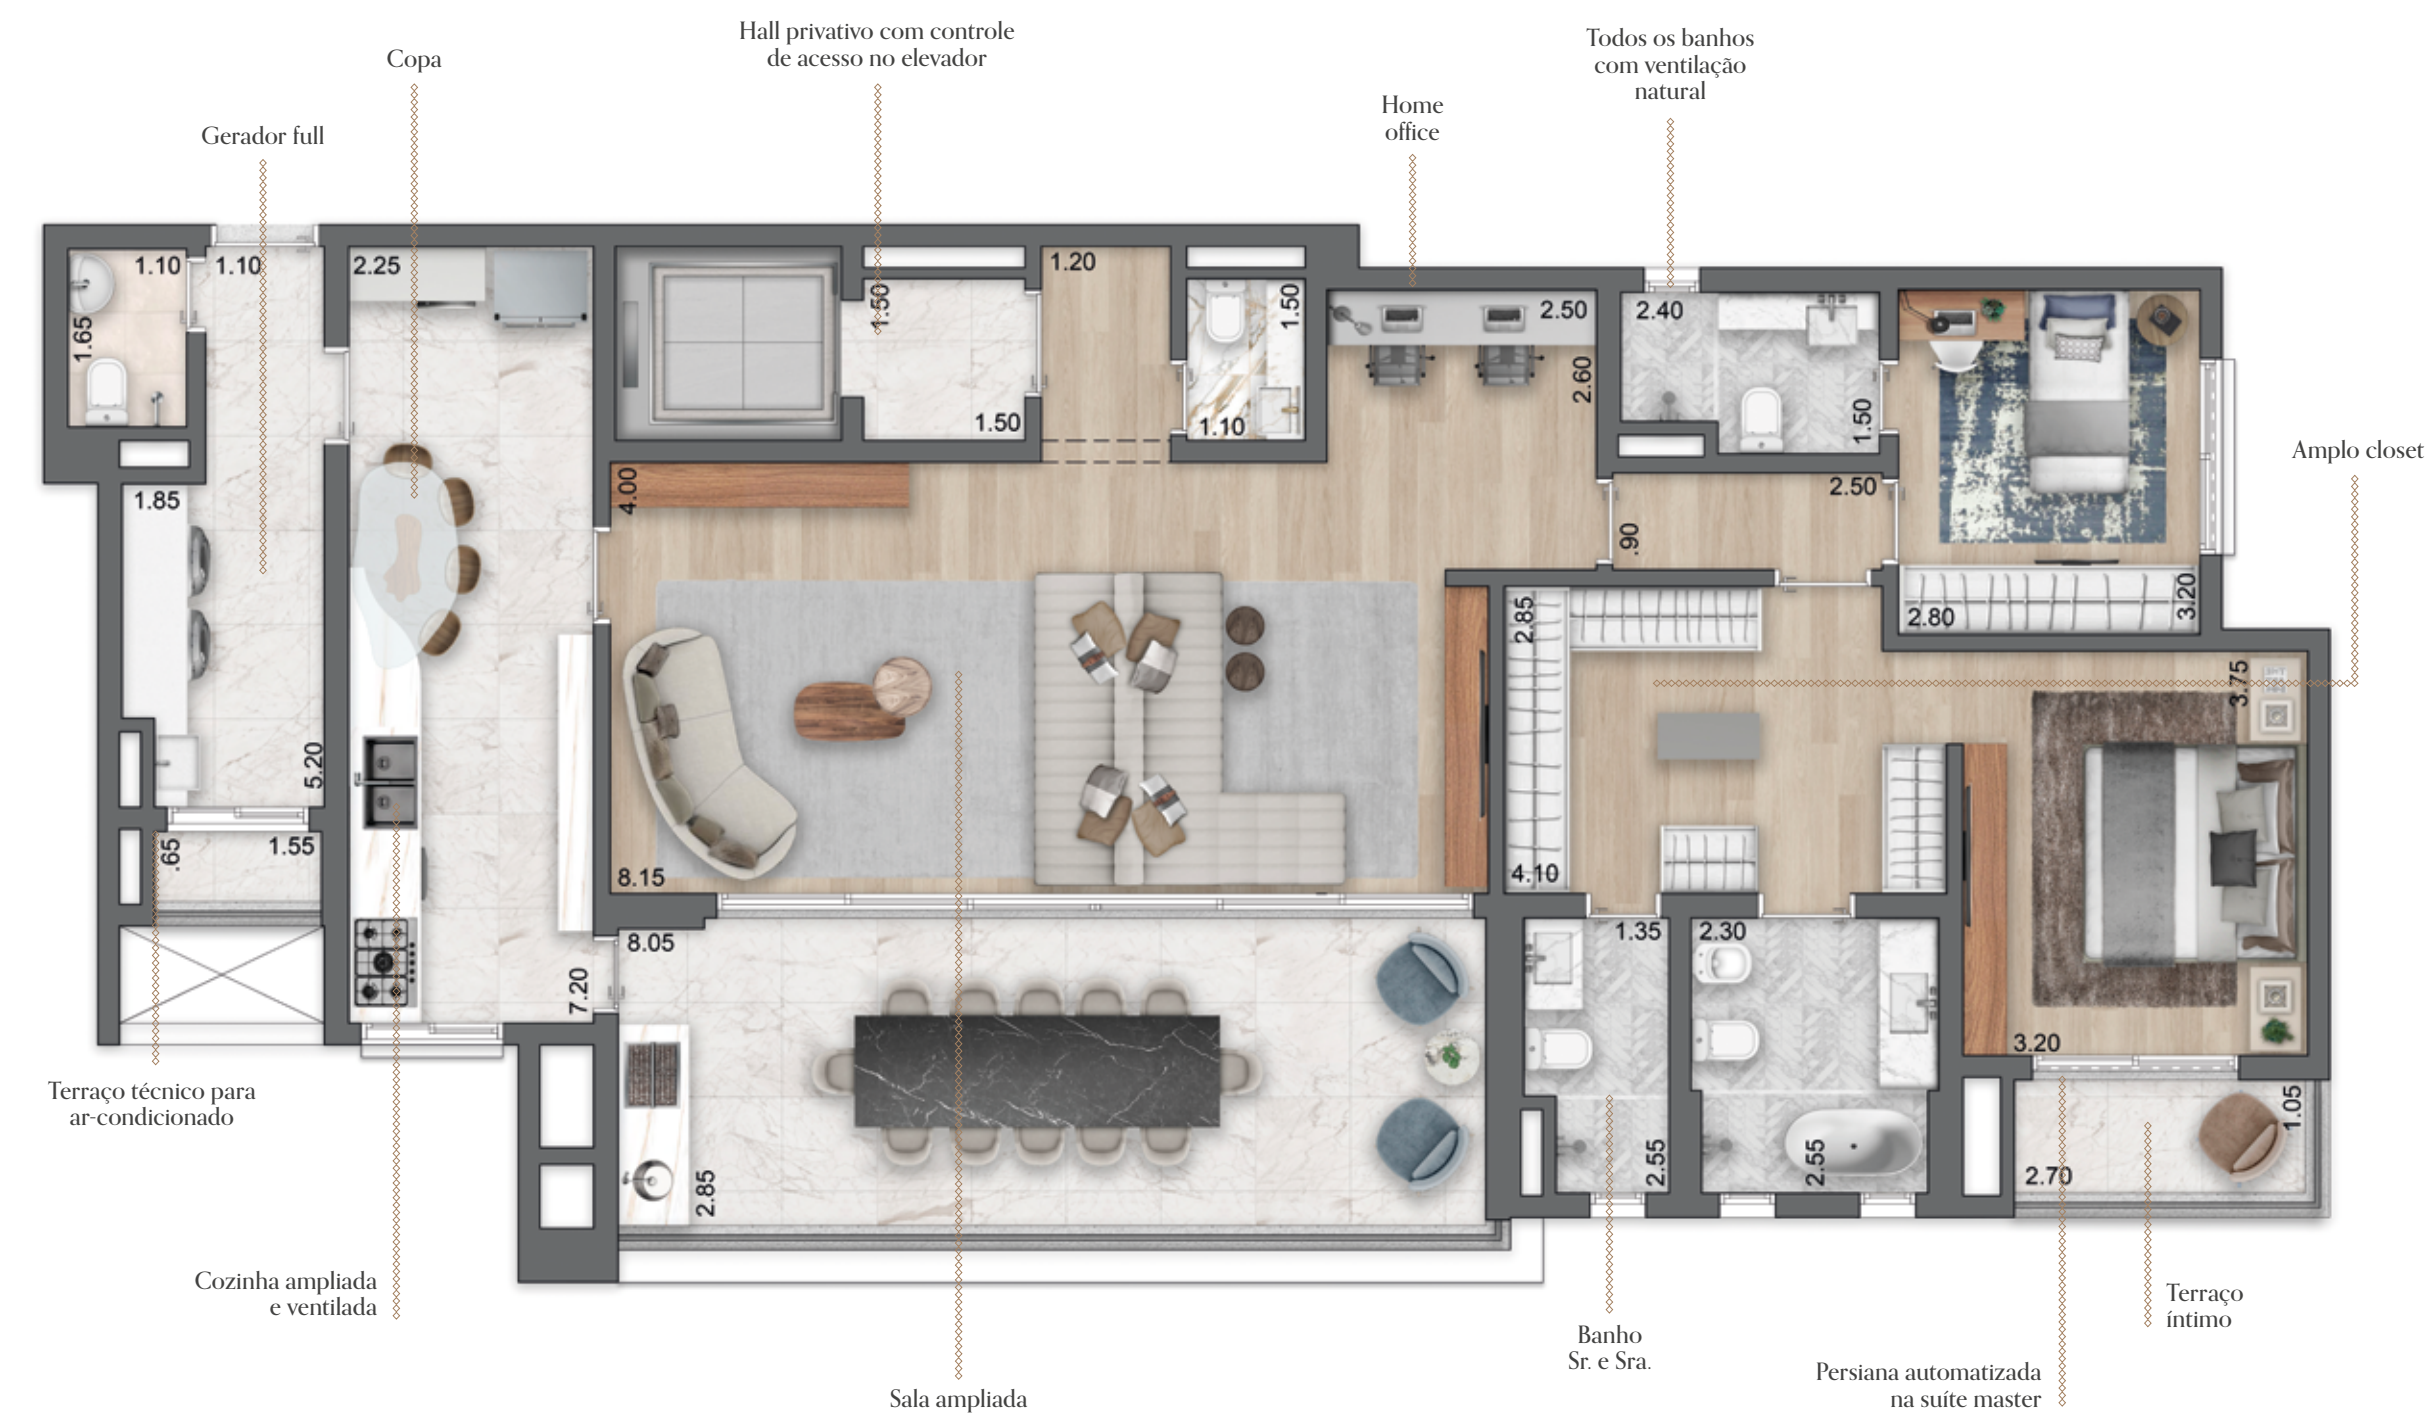 Hall privativo com controle
de acesso no elevador
Todos os banhos
com ventilação
natural
Copa
Home
office
Gerador full
1.10
1.10
2.25
1.20
1.65
1.50
1.50
2.50
2.40
2.60
1.50
1.10
1.50
Amplo closet
1.85
4.00
2.50
.90
2.85
2.80
3.20
3.75
5.20
.65
1.55
8.15
4.10
8.05
1.35
2.30
7.20
3.20
Terraço técnico para
ar-condicionado
2.85
2.55
2.55
1.05
2.70
Cozinha ampliada
e ventilada
Terraço
íntimo
Banho
Sr. e Sra.
Persiana automatizada
na suíte master
Sala ampliada